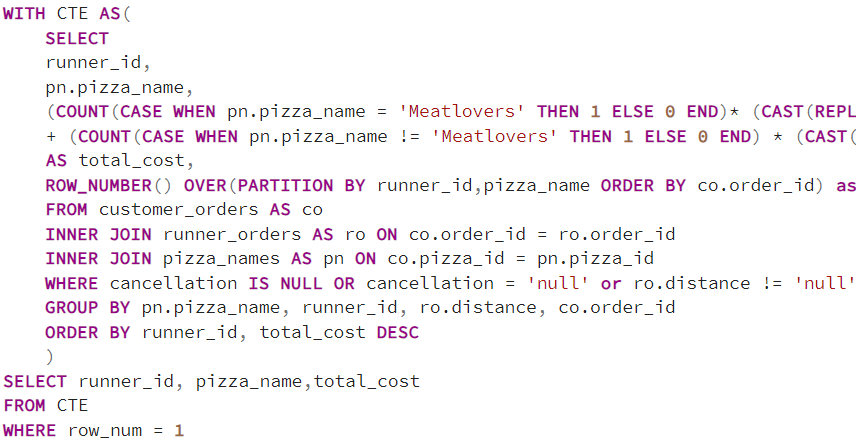 WITH CTE AS(
SELECT
runner_id,
pn.pizza_name,
(COUNT(CASE WHEN pn.pizza_name = 'Meatlovers' THEN 1 ELSE 0 END)* (CAST(REPL
+ (COUNT(CASE WHEN pn.pizza_name != 'Meatlovers' THEN 1 ELSE 0 END) * (CAST(
AS total_cost,
ROW_NUMBER() OVER(PARTITION BY runner_id,pizza_name ORDER BY co.order_id) as
FROM customer_orders AS co
INNER JOIN runner_orders AS ro ON co.order_id = ro.order_id
INNER JOIN pizza_names AS pn ON co.pizza_id = pn.pizza_id
WHERE cancellation IS NULL OR cancellation = 'null' or ro.distance != 'null'
GROUP BY pn.pizza_name, runner_id, ro.distance, co.order_id
ORDER BY runner_id, total_cost DESC
)
SELECT runner_id, pizza_name,total_cost
FROM CTE
WHERE row_num = 1